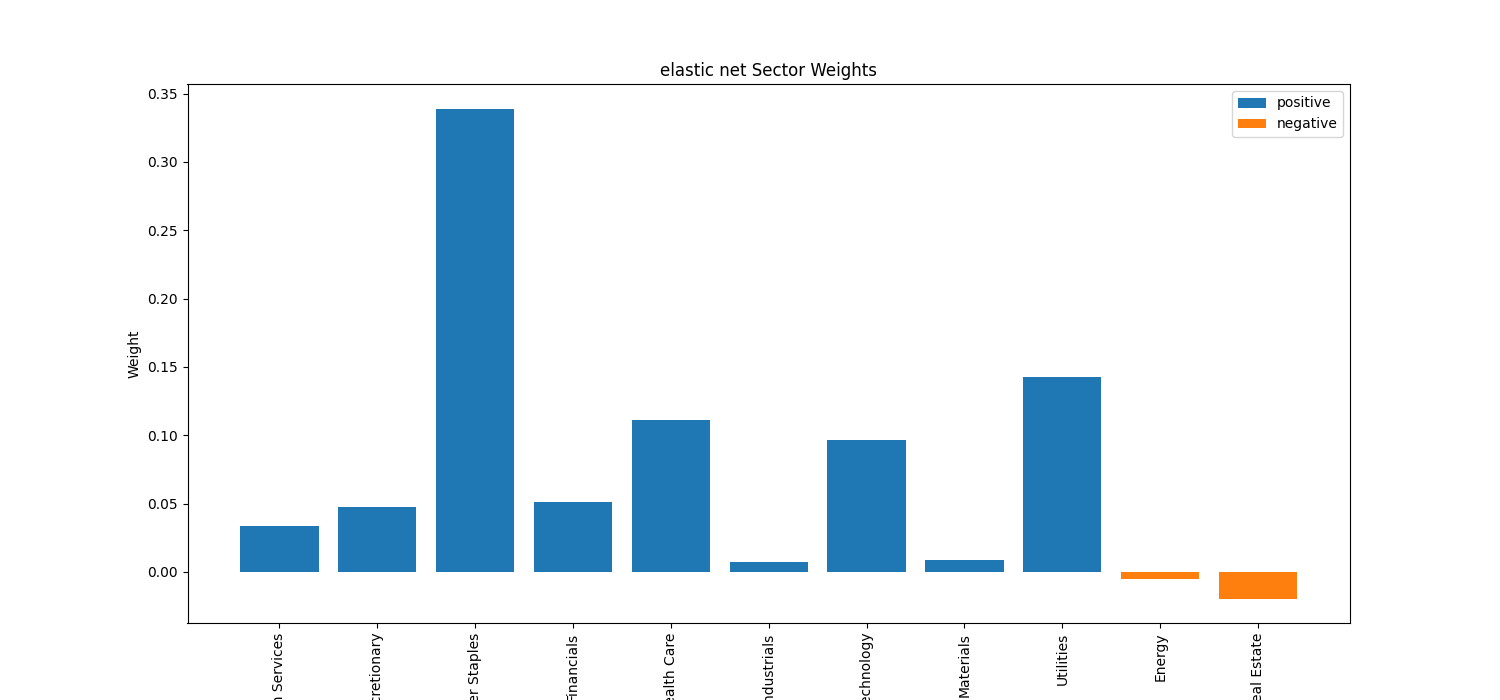 elastic net Sector Weights
positive
negative
0.35
0.30
0.25
0.20
0.15
0.10
0.05
0.00
Weight
Services
cretionary
er Staples
Financials
ealth Care
ndustrials
echnology
Materials
Utilities
Energy
eal Estate